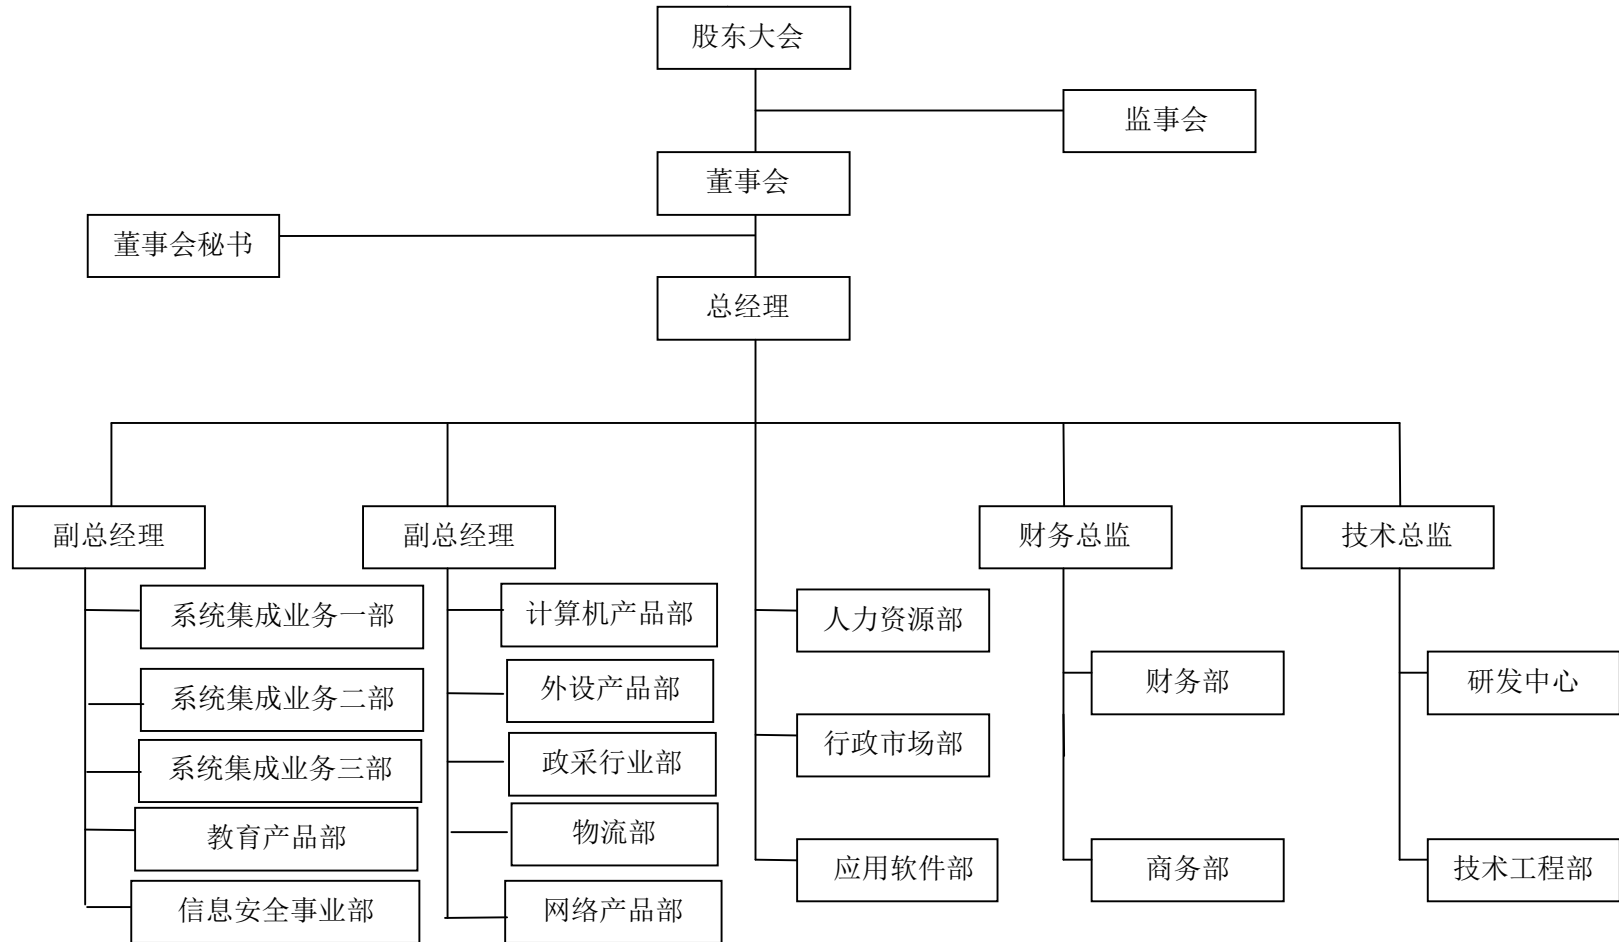 股东大会
监事会
董事会
董事会秘书
总经理
副总经理
副总经理
财务总监
技术总监
系统集成业务一部
系统集成业务二部
系统集成业务三部
教育产品部
信息安全事业部
计算机产品部
外设产品部
政采行业部
物流部
网络产品部
人力资源部
行政市场部
应用软件部
财务部
商务部
研发中心
技术工程部